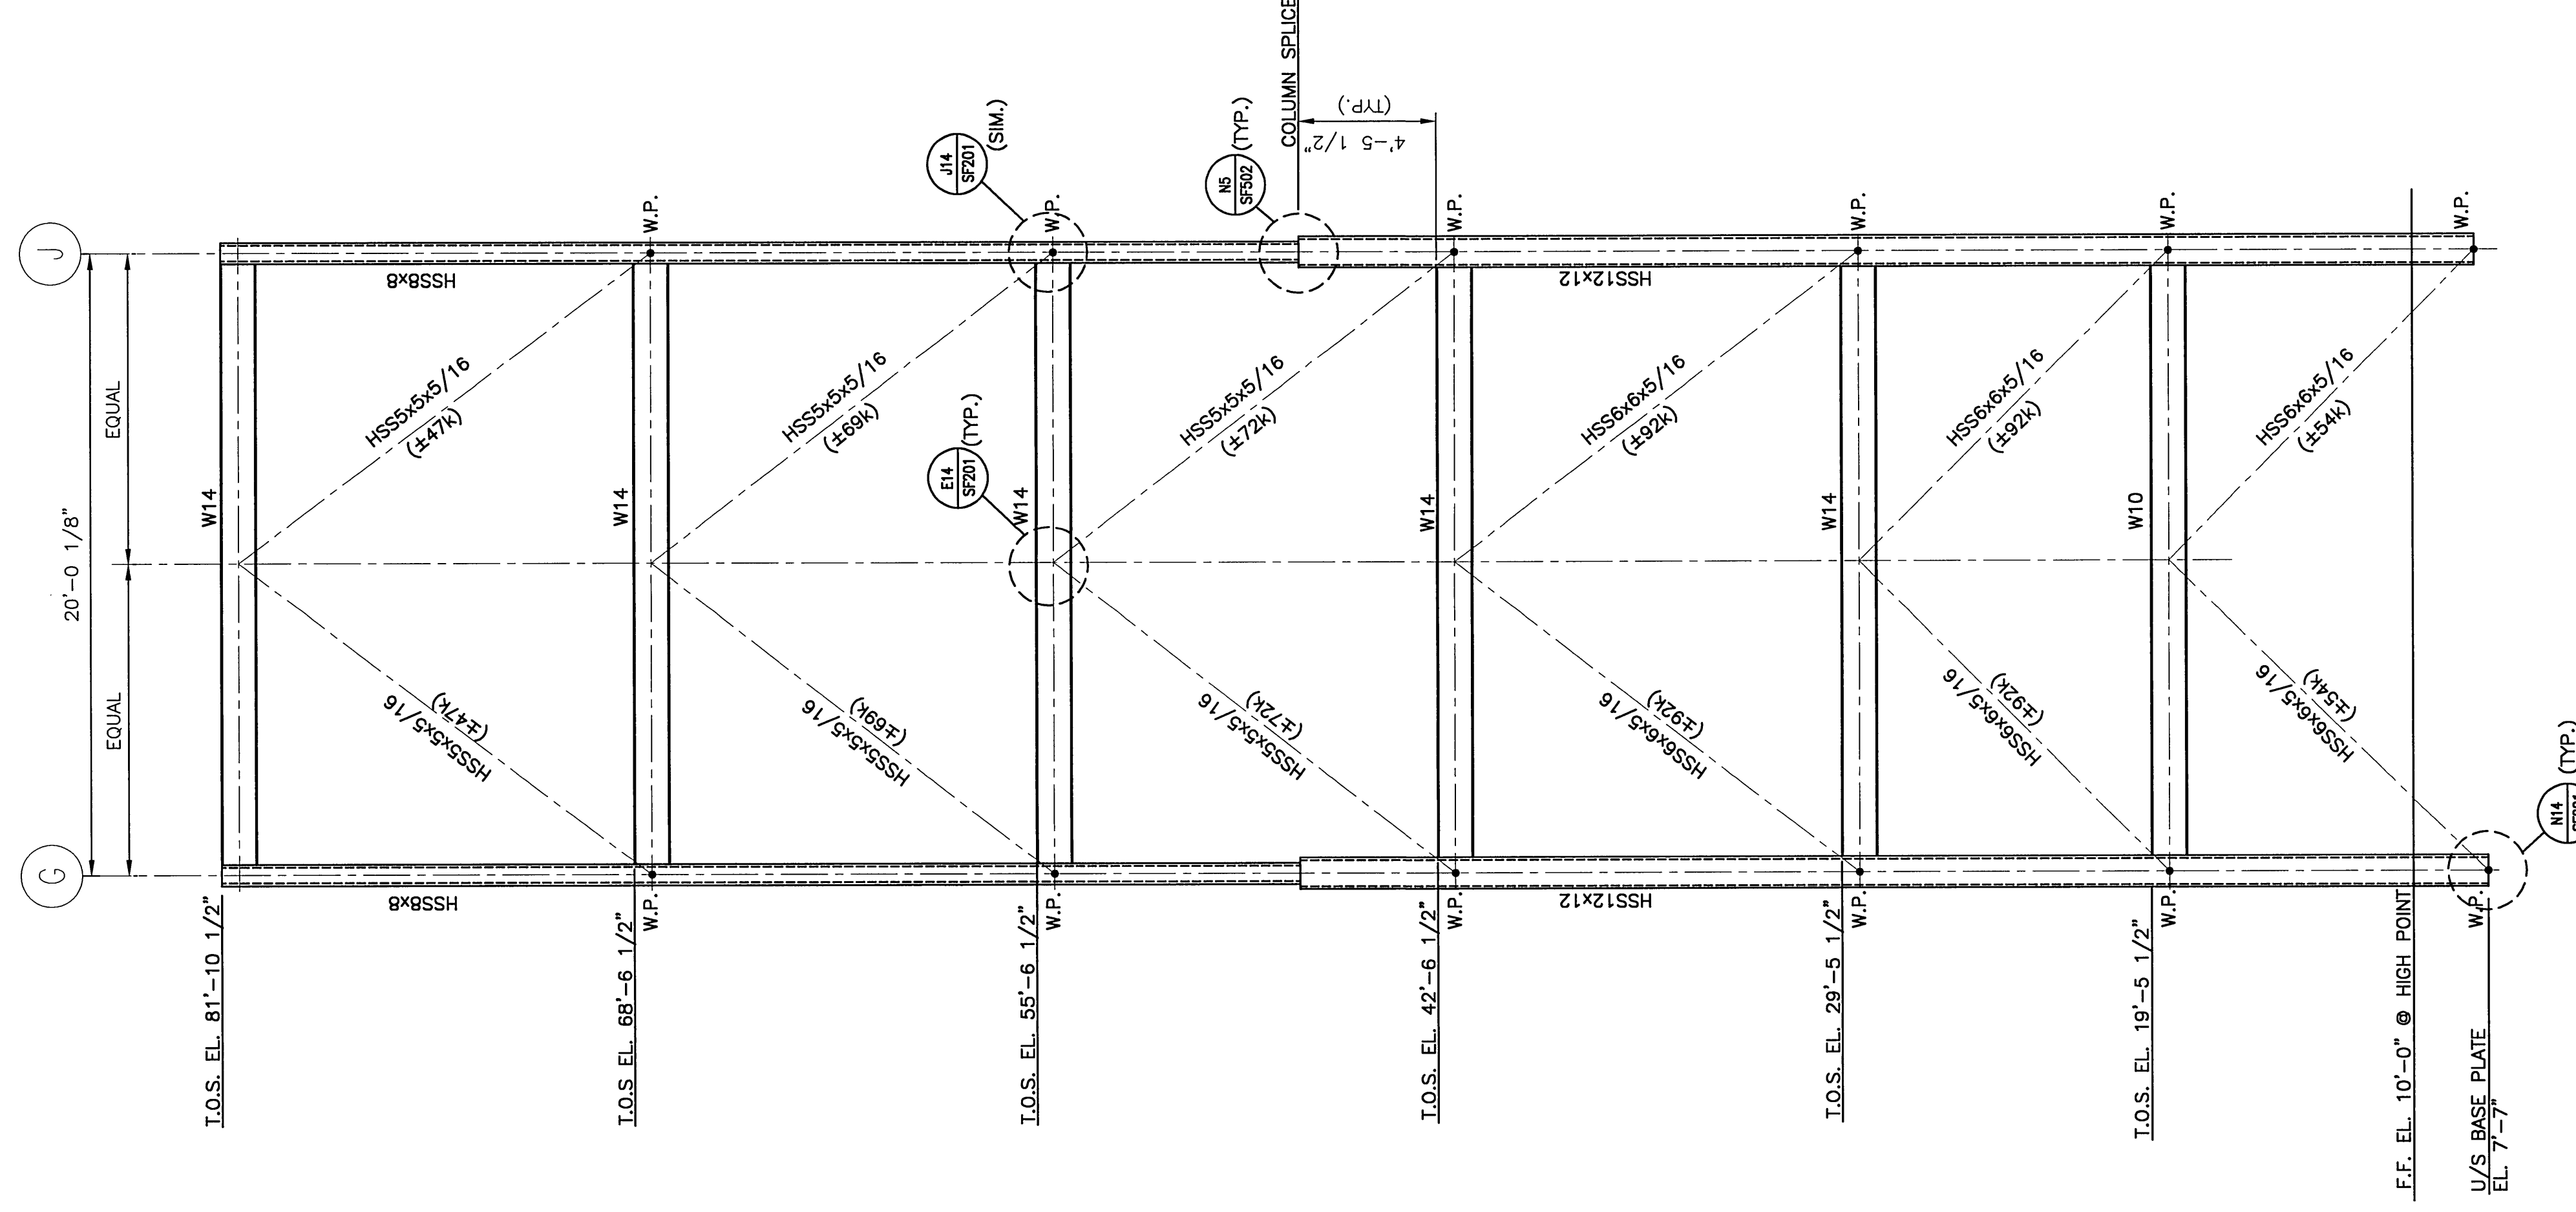 G
J
20'-0 1/8"
EQUAL
EQUAL
T.O.S. EL. 81'-10 1/2"
W14
HSS8x8
HSS8x8
HSS5x5x5/16
(±47k)
HSS5x5x5/16
(±47k)
T.O.S EL. 68'-6 1/2"
W.P.
W14
W.P.
HSS5x5x5/16
(±69k)
HSS5x5x5/16
(±69k)
E14
SF201
(TYP.)
J14
SF201
(SIM.)
T.O.S. EL. 55'-6 1/2"
W.P.
W14
W.P.
HSS5x5x5/16
(±72k)
HSS5x5x5/16
(±72k)
N5
SF502
(TYP.)
COLUMN SPLICE
4'-5 1/2"
(TYP.)
T.O.S. EL. 42'-6 1/2"
W.P.
W14
W.P.
HSS12x12
HSS12x12
HSS6x6x5/16
(±92k)
HSS6x6x5/16
(±92k)
T.O.S. EL. 29'-5 1/2"
W.P.
W14
W.P.
HSS6x6x5/16
(±92k)
HSS6x6x5/16
(±92k)
T.O.S. EL. 19'-5 1/2"
W.P.
W10
W.P.
HSS6x6x5/16
(±54k)
HSS6x6x5/16
(±54k)
F.F. EL. 10'-0" @ HIGH POINT
W.P.
W.P.
U/S BASE PLATE
EL. 7'-7"
N14
(TYP.)